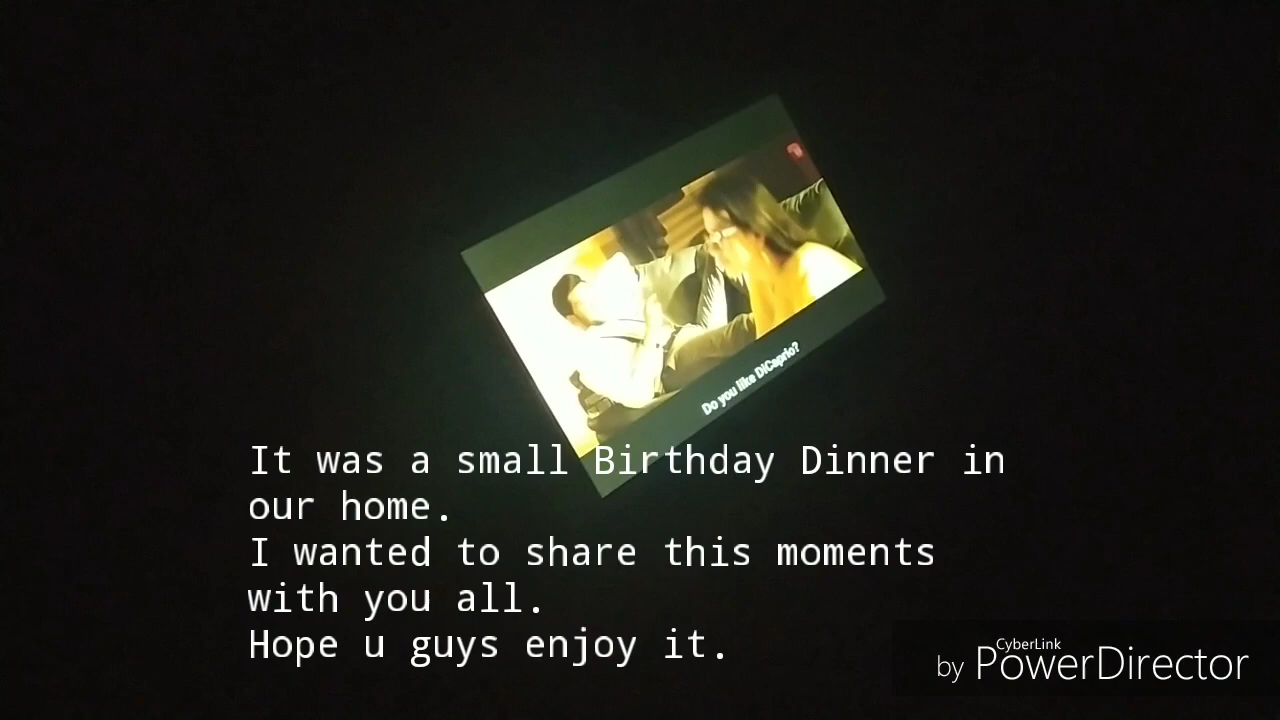 Do you like DiCaprio?
It was a small Birthday Dinner in
our home.
I wanted to share this moments
with you all.
Hope u guys enjoy it.
by CyberLink PowerDirector